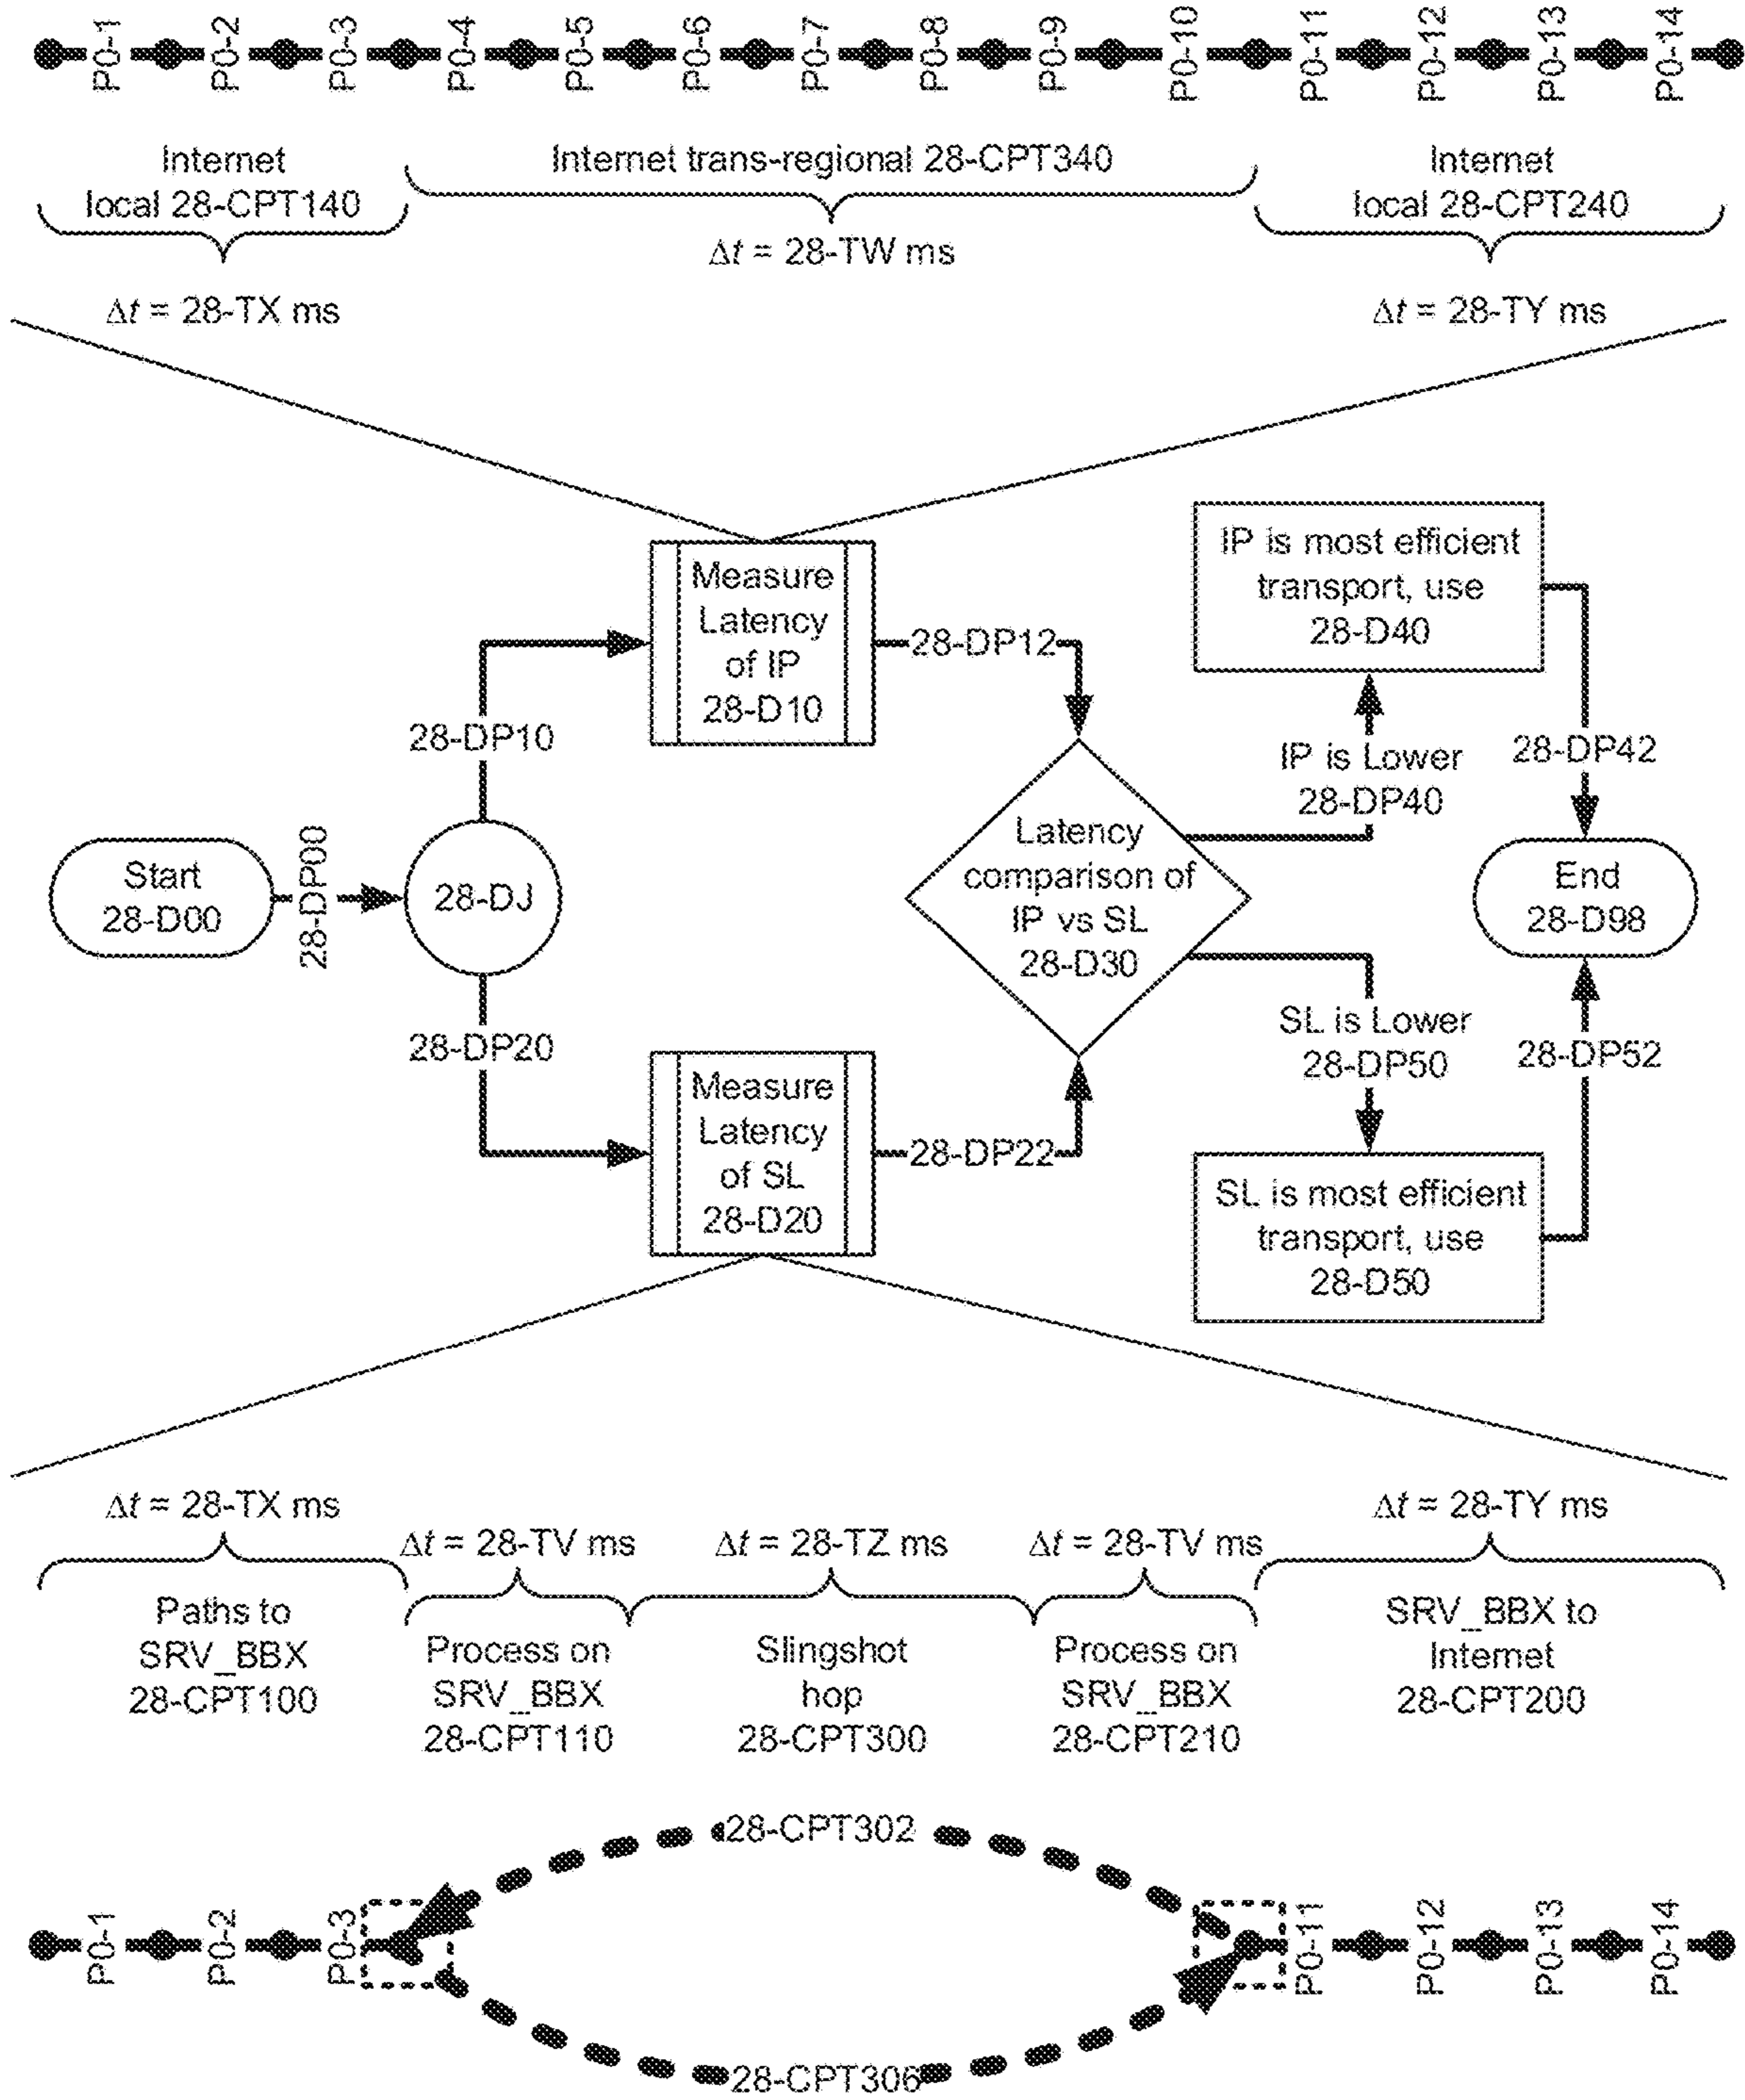 P0-1
P0-2
P0-3
P0-4
P0-5
P0-6
P0-7
P0-8
P0-9
P0-10
P0-11
P0-12
P0-13
P0-14
Internet
local 28-CPT140
Internet trans-regional 28-CPT340
Internet
local 28-CPT240
Δt = 28-TW ms
Δt = 28-TX ms
Δt = 28-TY ms
Measure
Latency
of IP
28-D10
IP is most efficient
transport, use
28-D40
28-DP12
28-DP10
IP is Lower
28-DP40
28-DP42
Start
28-D00
28-DP00
28-DJ
Latency
comparison of
IP vs SL
28-D30
End
28-D98
28-DP20
SL is Lower
28-DP50
28-DP52
Measure
Latency
of SL
28-D20
28-DP22
SL is most efficient
transport, use
28-D50
Δt = 28-TX ms
Δt = 28-TV ms
Δt = 28-TZ ms
Δt = 28-TV ms
Δt = 28-TY ms
Paths to
SRV_BBX
28-CPT100
Process on
SRV_BBX
28-CPT110
Slingshot
hop
28-CPT300
Process on
SRV_BBX
28-CPT210
SRV_BBX to
Internet
28-CPT200
28-CPT302
P0-1
P0-2
P0-3
P0-11
P0-12
P0-13
P0-14
28-CPT306